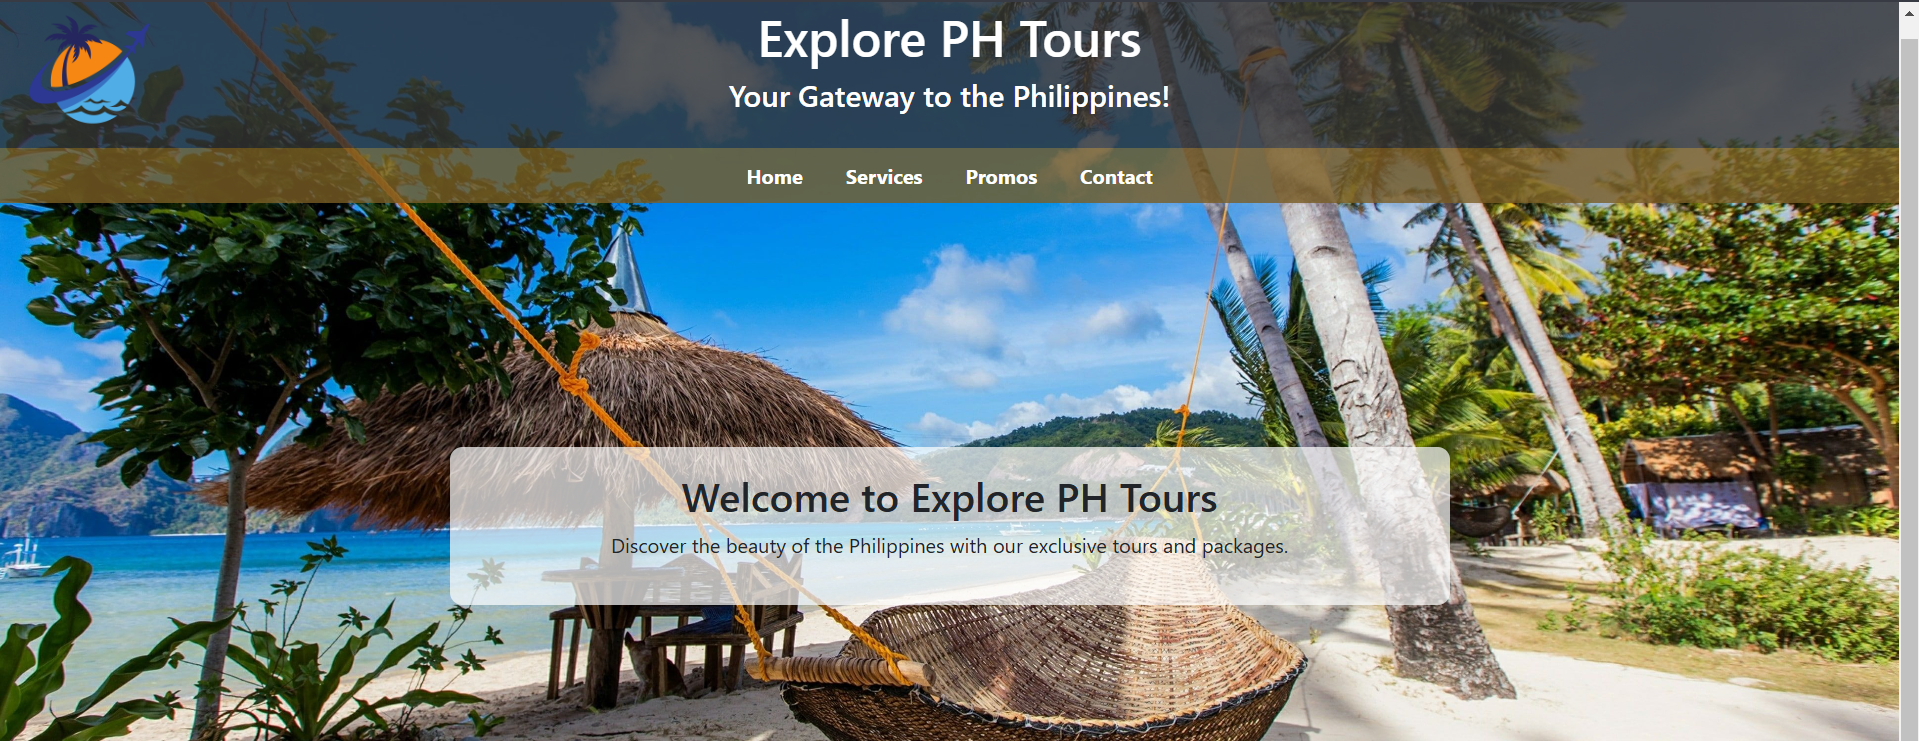 Explore PH Tours
Your Gateway to the Philippines!
Home Services Promos Contact
Welcome to Explore PH Tours
Discover the beauty of the Philippines with our exclusive tours and packages.